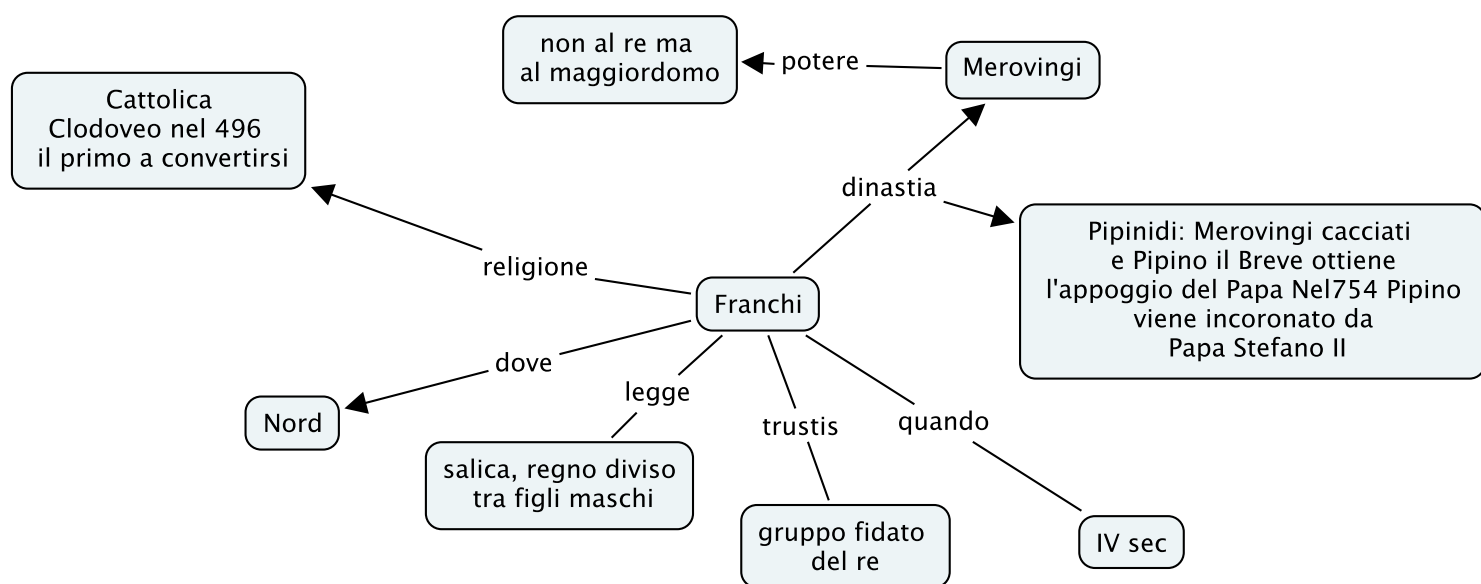 non al re ma
al maggiordomo
potere
Merovingi
Cattolica
Clodoveo nel 496
il primo a convertirsi
dinastia
Pipinidi: Merovingi cacciati
e Pipino il Breve ottiene
l'appoggio del Papa Nel754 Pipino
viene incoronato da
Papa Stefano II
religione
Franchi
dove
legge
Nord
trustis
quando
salica, regno diviso
tra figli maschi
gruppo fidato
del re
IV sec